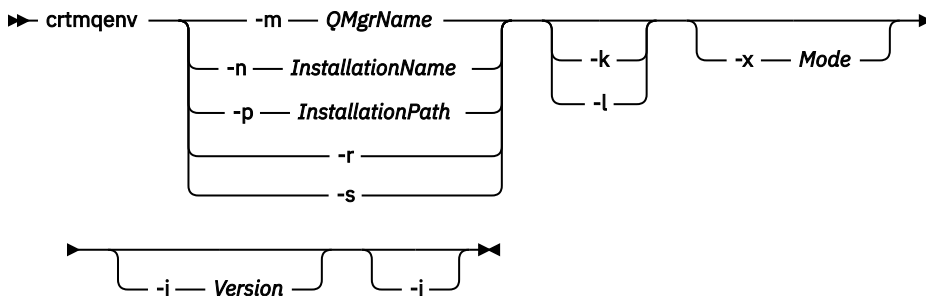 crtmqenv -m QMgrName
-n InstallationName
-p InstallationPath
-r
-s
-k
-l
-x Mode
-j Version
-i